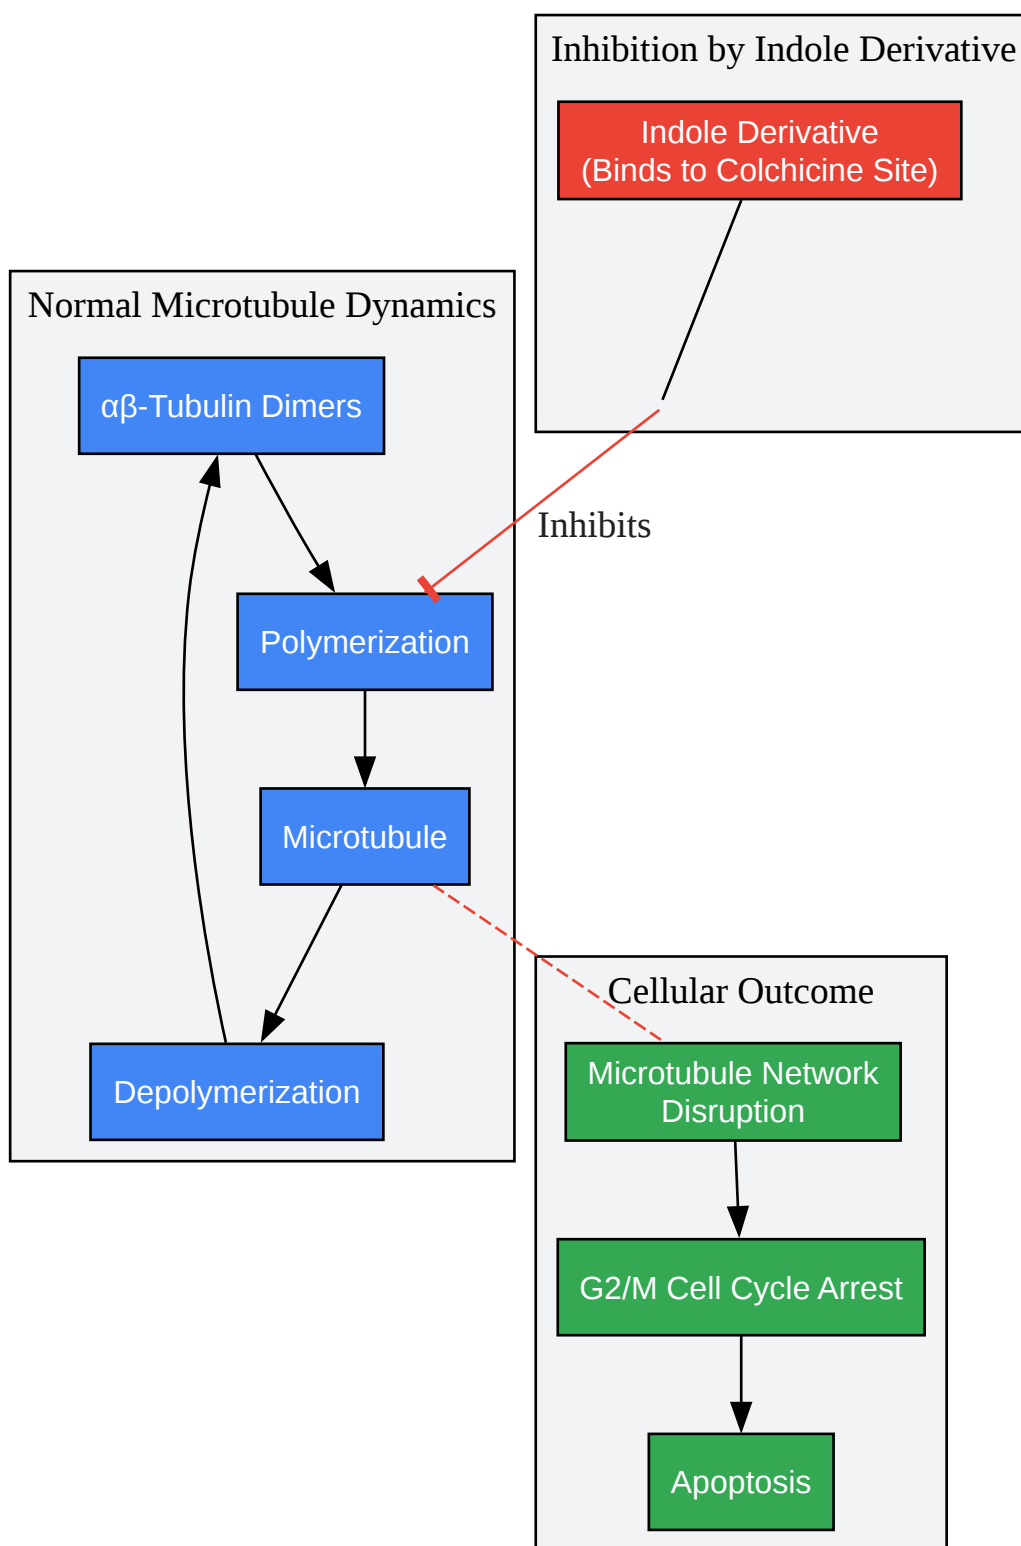 Inhibition by Indole Derivative
Indole Derivative
(Binds to Colchicine Site)
Normal Microtubule Dynamics
αβ-Tubulin Dimers
Inhibits
Polymerization
Microtubule
Depolymerization
Cellular Outcome
Microtubule Network
Disruption
G2/M Cell Cycle Arrest
Apoptosis